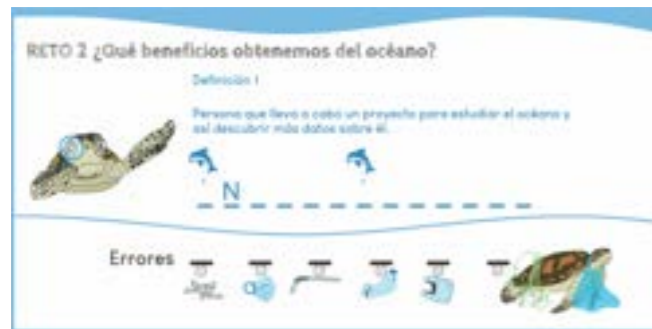 RETO 2 ¿Qué beneficios obtenemos del océano?
Definición 1
Persona que lleva a cabo un proyecto para estudiar el océano y
así descubrir más datos sobre él.
N
Errores